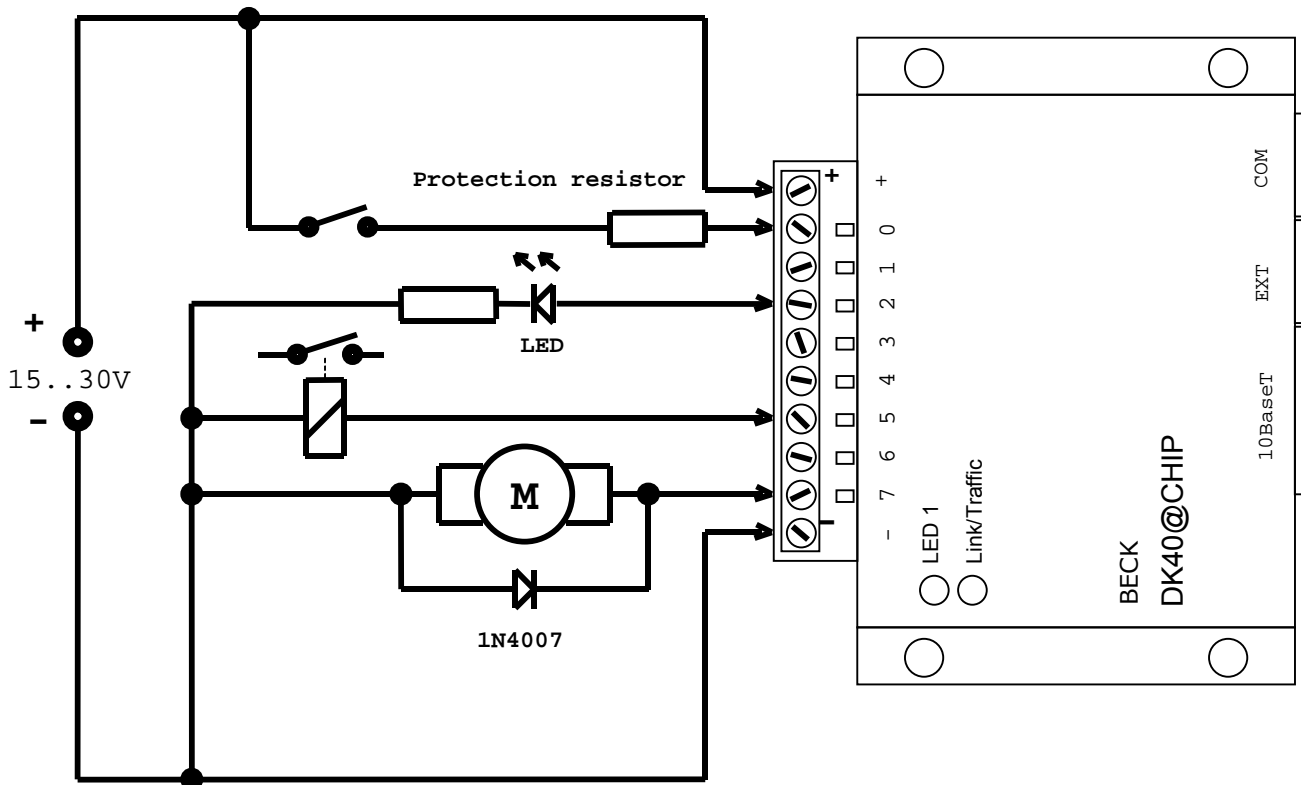 Protection resistor
+
15..30V
-
LED
M
1N4007
+
-
+
0
1
2
3
4
5
6
7
-
LED 1
Link/Traffic
BECK
DK40@CHIP
COM
EXT
10BaseT